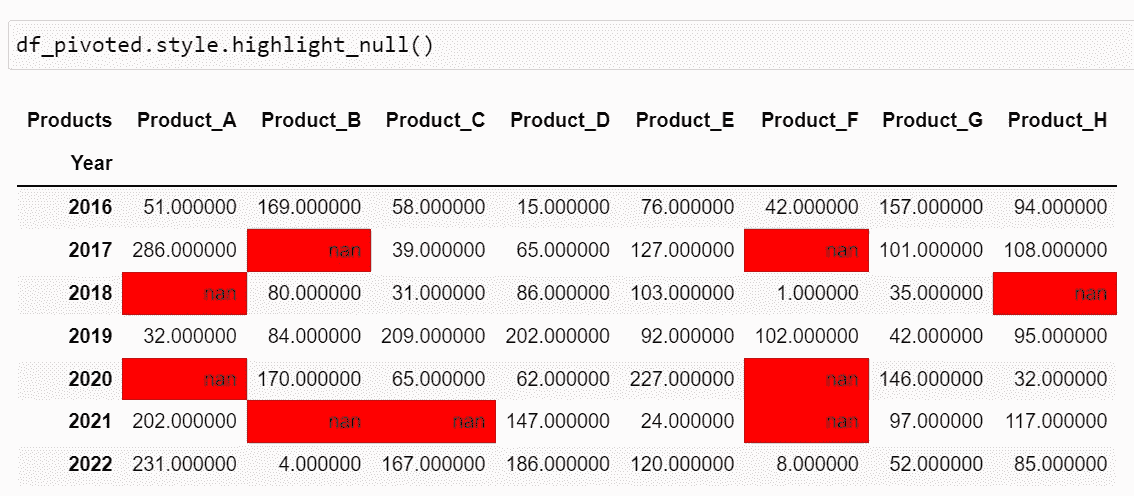 df_pivoted.style.highlight_null()
Products Product_A Product_B Product_C Product_D Product_E Product_F Product_G Product_H
Year
2016 51.000000 169.000000 58.000000 15.000000 76.000000 42.000000 157.000000 94.000000
2017 286.000000 nan 39.000000 65.000000 127.000000 nan 101.000000 108.000000
2018 nan 80.000000 31.000000 86.000000 103.000000 1.000000 35.000000 nan
2019 32.000000 84.000000 209.000000 202.000000 92.000000 102.000000 42.000000 95.000000
2020 nan 170.000000 65.000000 62.000000 227.000000 nan 146.000000 32.000000
2021 202.000000 nan nan 147.000000 24.000000 nan 97.000000 117.000000
2022 231.000000 4.000000 167.000000 186.000000 120.000000 8.000000 52.000000 85.000000